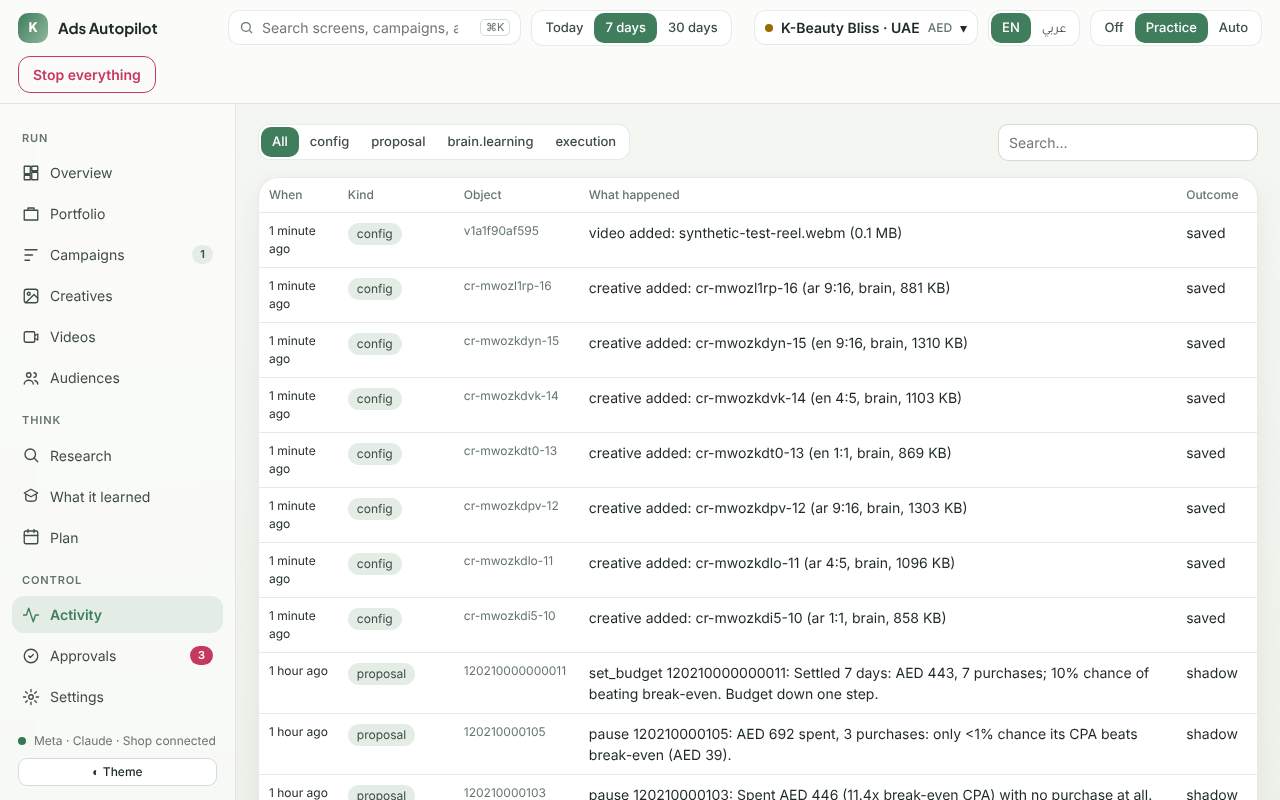 K Ads Autopilot
Search screens, campaigns, a ⌘K
Today 7 days 30 days
K-Beauty Bliss · UAE AED ▾
EN عربي
Off Practice Auto
Stop everything
RUN
Overview
Portfolio
Campaigns 1
Creatives
Videos
Audiences
THINK
Research
What it learned
Plan
CONTROL
Activity
Approvals 3
Settings
Meta · Claude · Shop connected
Theme
All config proposal brain.learning execution
Search...
When Kind Object What happened Outcome
1 minute ago config v1a1f90af595 video added: synthetic-test-reel.webm (0.1 MB) saved
1 minute ago config cr-mwozl1rp-16 creative added: cr-mwozl1rp-16 (ar 9:16, brain, 881 KB) saved
1 minute ago config cr-mwozkdyn-15 creative added: cr-mwozkdyn-15 (en 9:16, brain, 1310 KB) saved
1 minute ago config cr-mwozkdvk-14 creative added: cr-mwozkdvk-14 (en 4:5, brain, 1103 KB) saved
1 minute ago config cr-mwozkdt0-13 creative added: cr-mwozkdt0-13 (en 1:1, brain, 869 KB) saved
1 minute ago config cr-mwozkdpv-12 creative added: cr-mwozkdpv-12 (ar 9:16, brain, 1303 KB) saved
1 minute ago config cr-mwozkdlo-11 creative added: cr-mwozkdlo-11 (ar 4:5, brain, 1096 KB) saved
1 minute ago config cr-mwozkdi5-10 creative added: cr-mwozkdi5-10 (ar 1:1, brain, 858 KB) saved
1 hour ago proposal 120210000000011 set_budget 120210000000011: Settled 7 days: AED 443, 7 purchases; 10% chance of shadow
beating break-even. Budget down one step.
1 hour ago proposal 120210000105 pause 120210000105: AED 692 spent, 3 purchases: only <1% chance its CPA beats shadow
break-even (AED 39).
1 hour ago proposal 120210000103 pause 120210000103: Spent AED 446 (11.4x break-even CPA) with no purchase at all. shadow